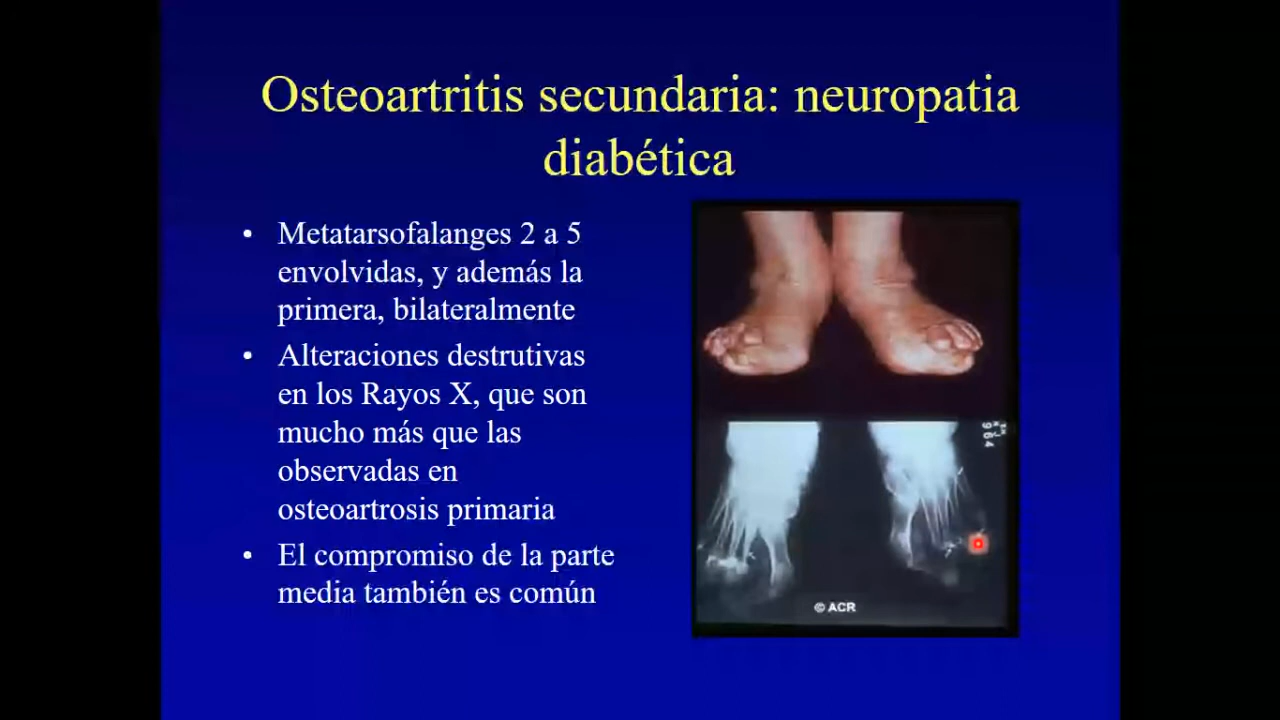 Osteoartritis secundaria: neuropatia
diabética
• Metatarsofalanges 2 a 5
envolvidas, y además la
primera, bilateralmente
• Alteraciones destrutivas
en los Rayos X, que son
mucho más que las
observadas en
osteoartrosis primaria
• El compromiso de la parte
media también es común
964
© ACR